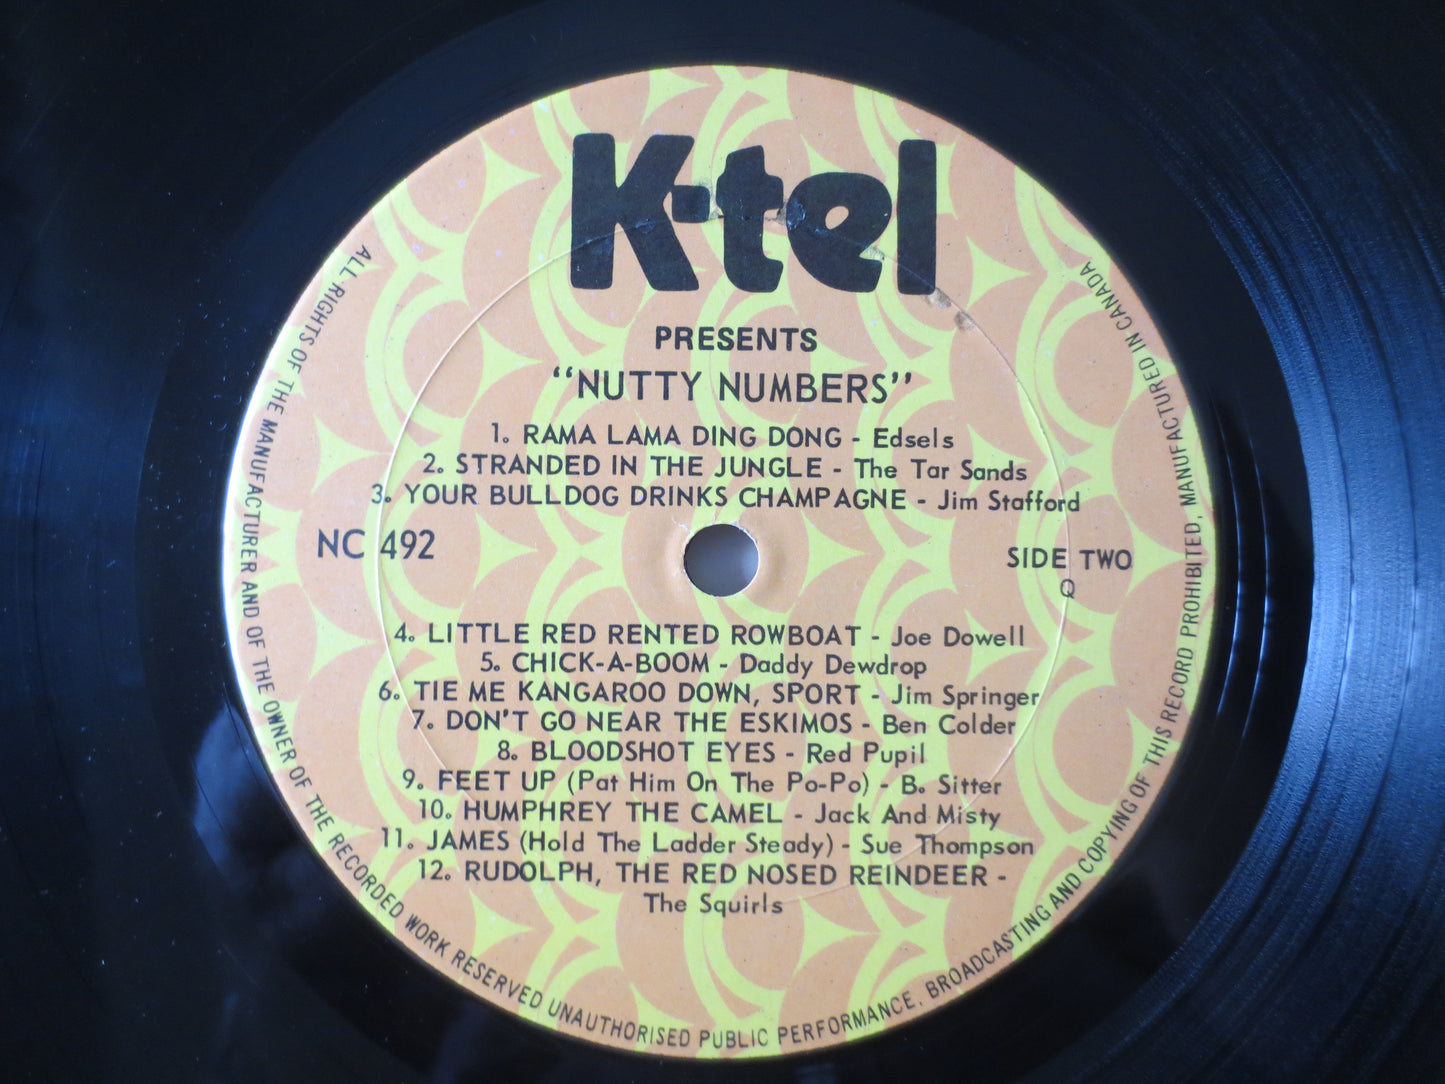 K-tel
PRESENTS
"NUTTY NUMBERS"
1. RAMA LAMA DING DONG - Edsels
2. STRANDED IN THE JUNGLE - The Tar Sands
3. YOUR BULLDOG DRINKS CHAMPAGNE - Jim Stafford
NC 492
SIDE TWO
Q
4. LITTLE RED RENTED ROWBOAT - Joe Dowell
5. CHICK-A-BOOM - Daddy Dewdrop
6. TIE ME KANGAROO DOWN, SPORT - Jim Springer
7. DON'T GO NEAR THE ESKIMOS - Ben Colder
8. BLOODSHOT EYES - Red Pupil
9. FEET UP (Pat Him On The Po-Po) - B. Sitter
10. HUMPHREY THE CAMEL - Jack And Misty
11. JAMES (Hold The Ladder Steady) - Sue Thompson
12. RUDOLPH, THE RED NOSED REINDEER -
The Squirls
ALL RIGHTS OF THE MANUFACTURER AND OF THE OWNER OF THE RECORDED WORK RESERVED UNAUTHORISED PUBLIC PERFORMANCE, BROADCASTING AND COPYING OF THIS RECORD PROHIBITED, MANUFACTURED IN CANADA